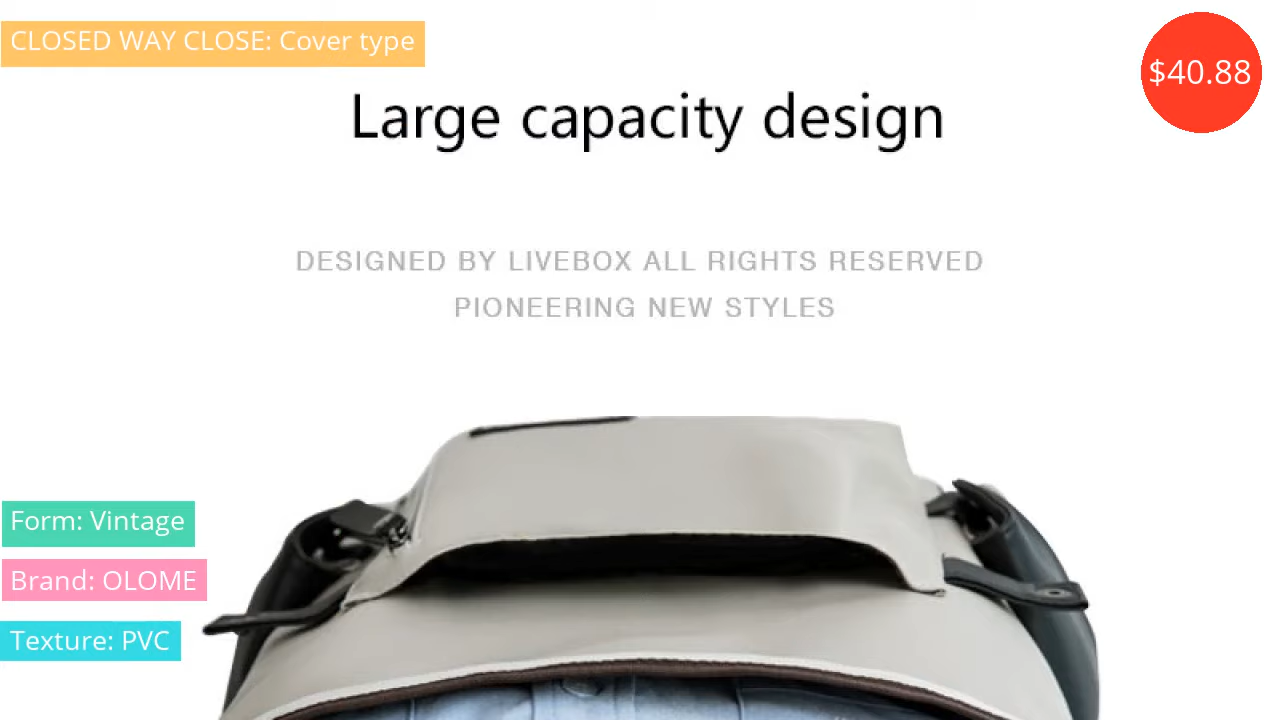 CLOSED WAY CLOSE: Cover type
$40.88
Large capacity design
DESIGNED BY LIVEBOX ALL RIGHTS RESERVED
PIONEERING NEW STYLES
Form: Vintage
Brand: OLOME
Texture: PVC